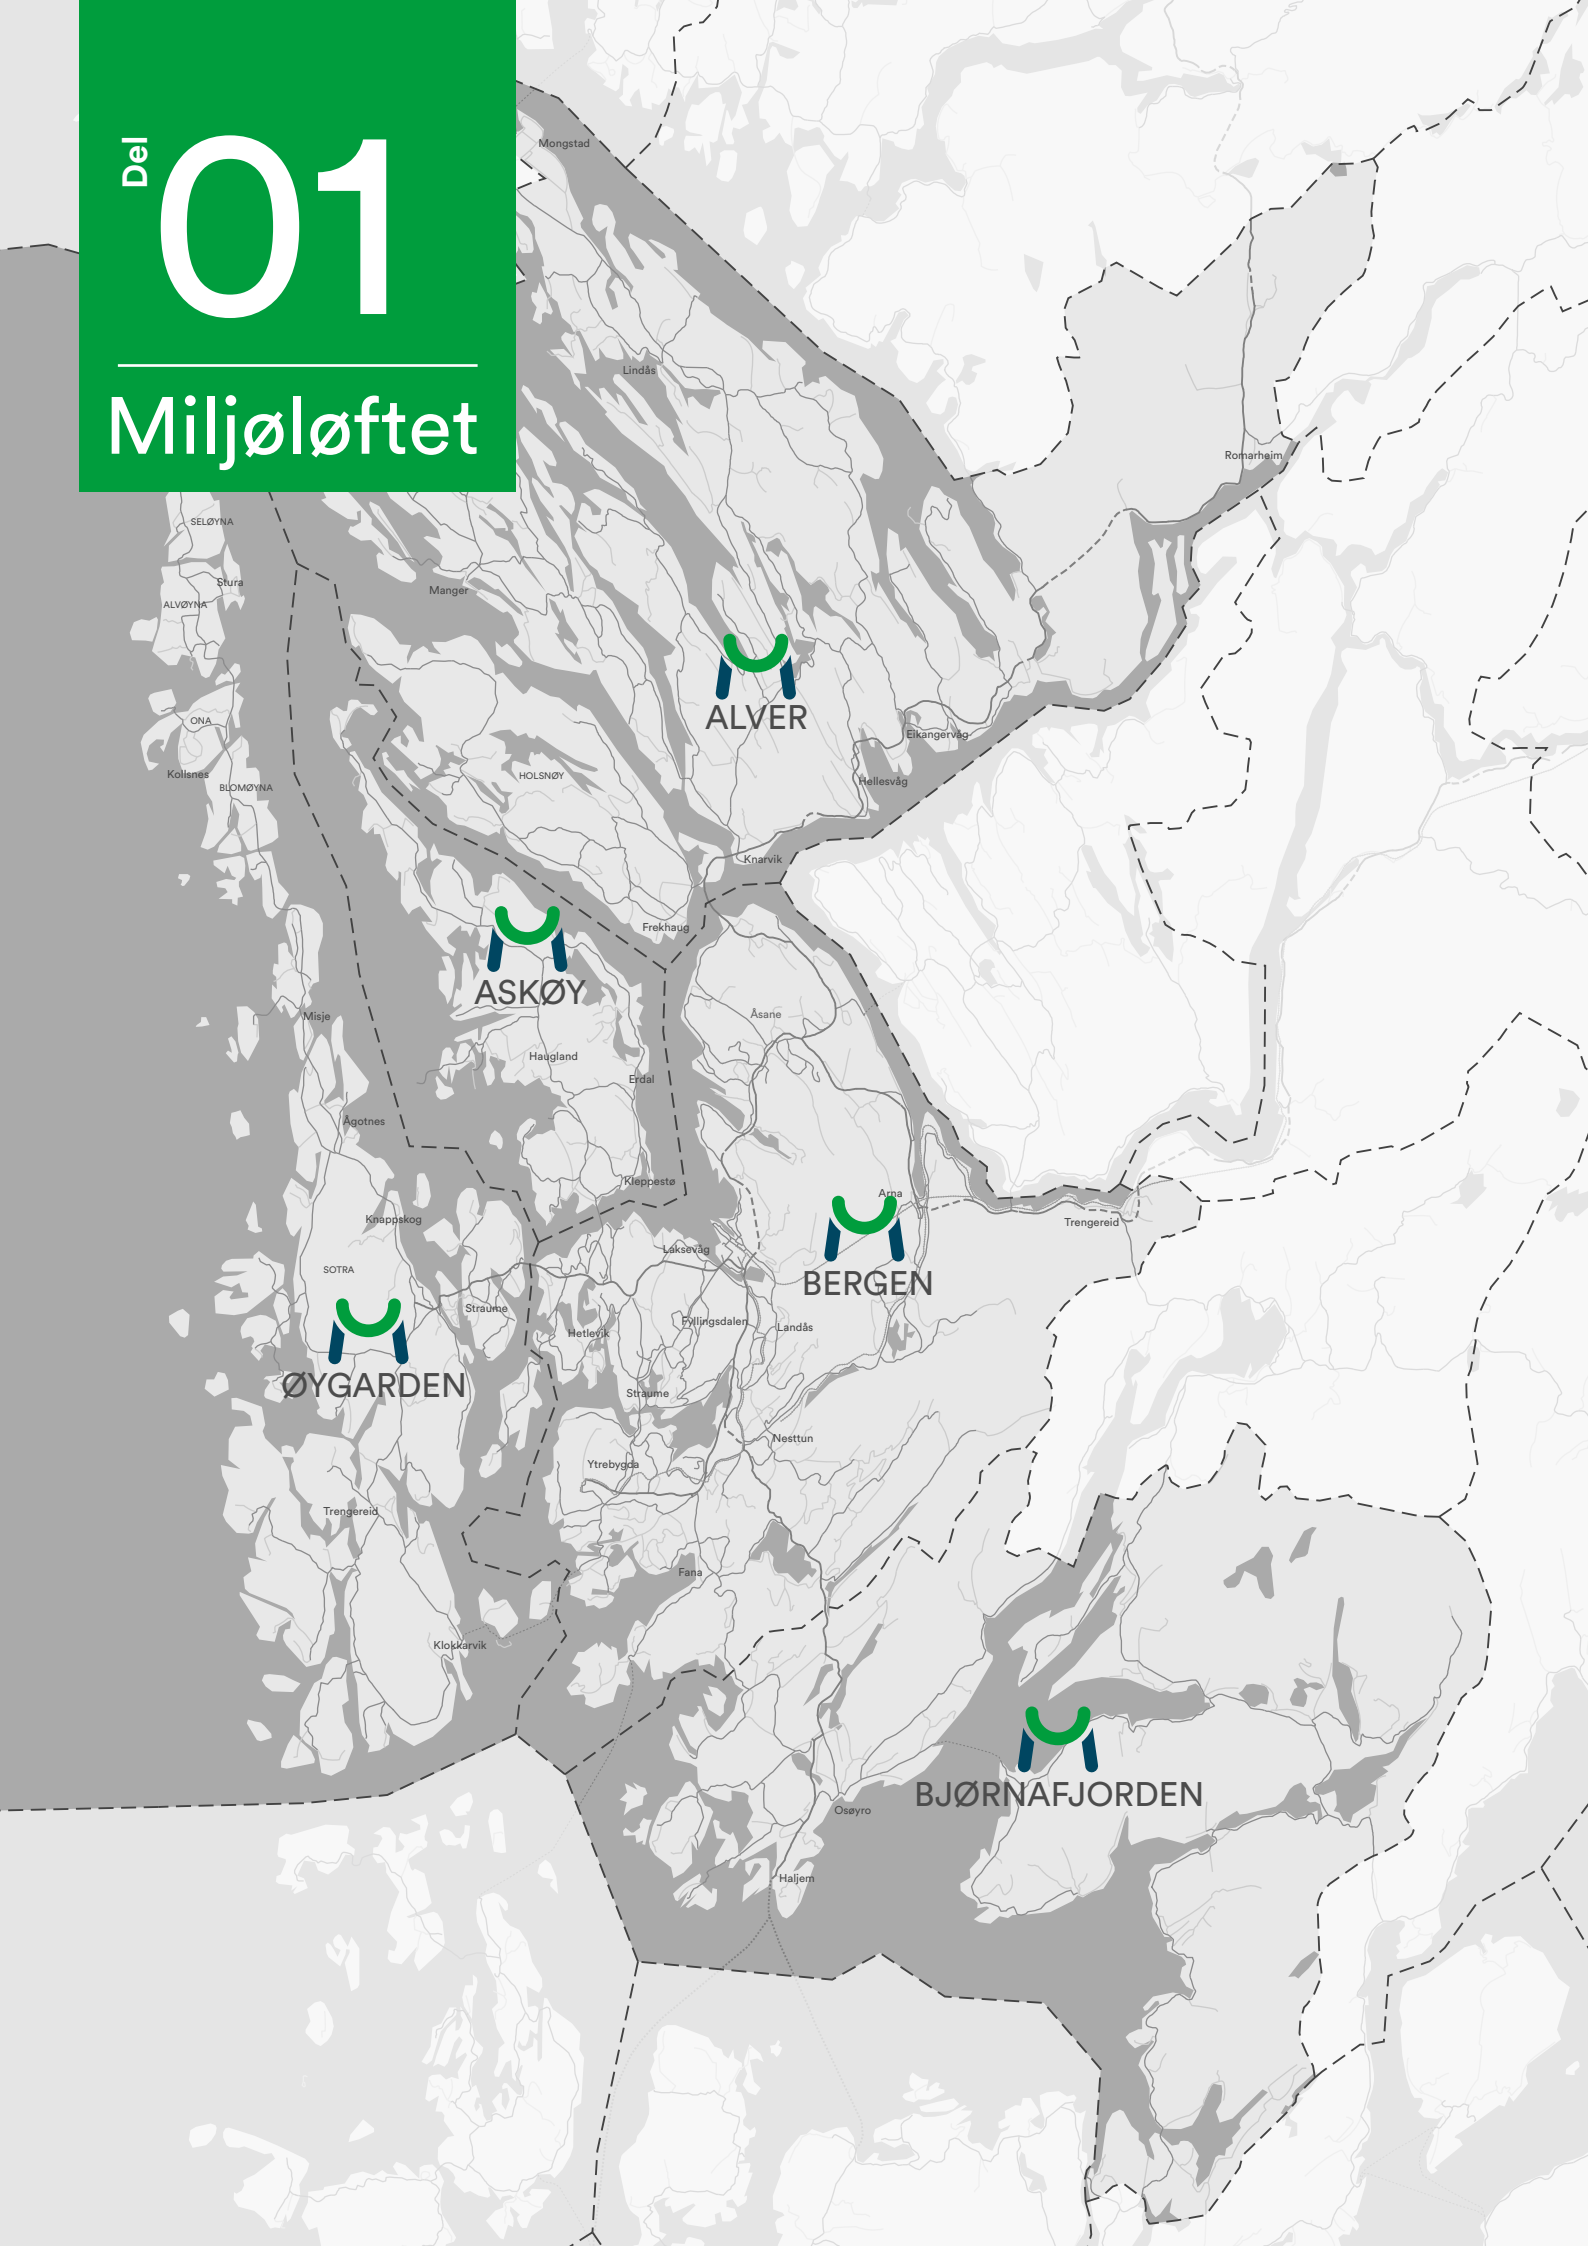 Del
01
Miljøløftet
Mongstad
Lindås
Romarheim
SELØYNA
Stura
Manger
ALVØYNA
ALVER
ONA
Eikangervåg
Kollsnes
HOLSNØY
Hellesvåg
BLOMØYNA
Knarvik
Frekhaug
ASKØY
Misje
Åsane
Haugland
Erdal
Ågotnes
Kleppestø
Arna
Knappskog
Trengereid
Laksevåg
SOTRA
BERGEN
Straume
Fyllingsdalen
Landås
Hetlevik
ØYGARDEN
Straume
Nesttun
Ytrebygda
Trengereid
Fana
Klokkarvik
BJØRNAFJORDEN
Osøyro
Haljem